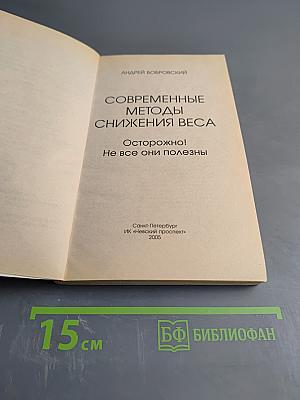 АНДРЕЙ БОБРОВСКИЙ
СОВРЕМЕННЫЕ
МЕТОДЫ
СНИЖЕНИЯ ВЕСА
Осторожно!
Не все они полезны
Санкт-Петербург
ИК «Невский проспект»
2005
15 см
БФ БИБЛИОФАН